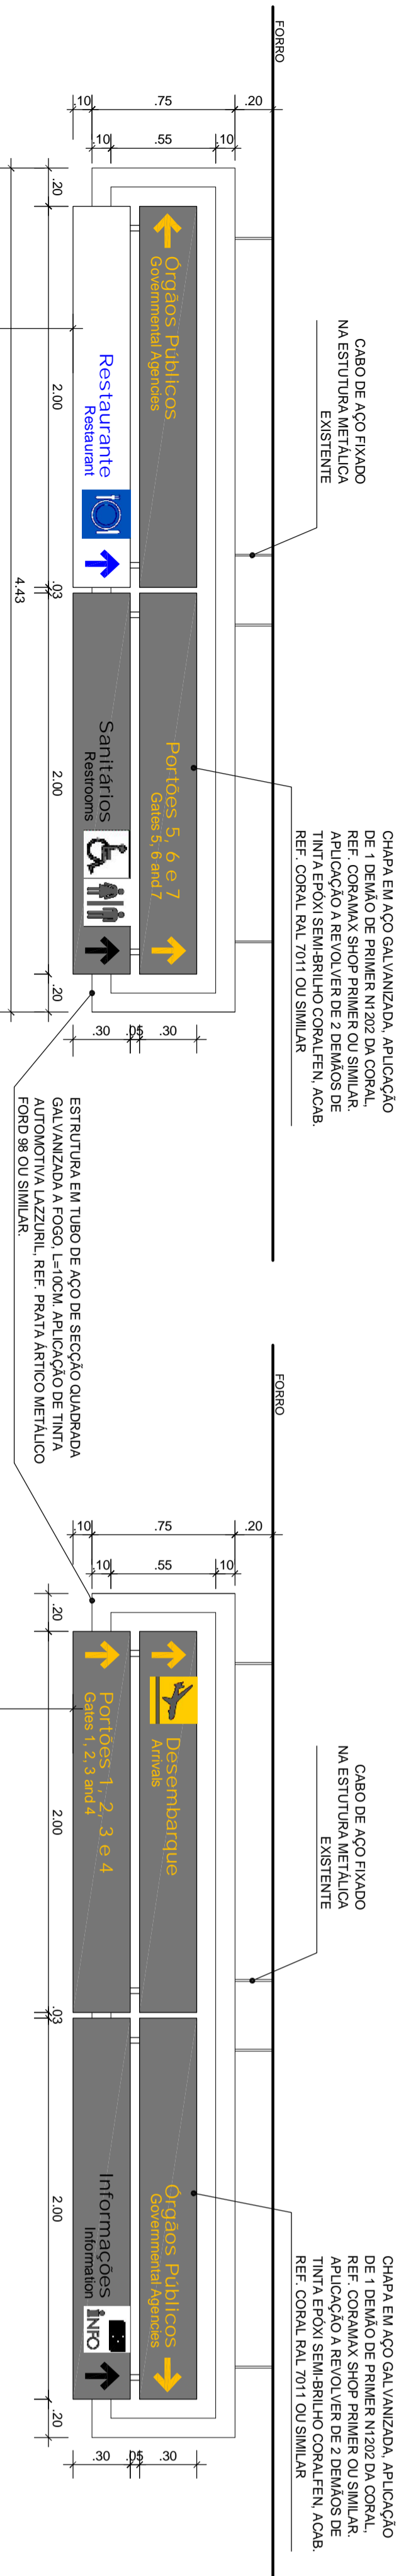 FORRO
CABO DE AÇO FIXADO
NA ESTUTURA METÁLICA
EXISTENTE
CHAPA EM AÇO GALVANIZADA, APLICAÇÃO
DE 1 DEMÃO DE PRIMER N1202 DA CORAL,
REF. CORAMAX SHOP PRIMER OU SIMILAR.
APLICAÇÃO A REVOLVER DE 2 DEMÃOS DE
TINTA EPÓXI SEMI-BRILHO CORALFEN, ACAB.
REF. CORAL RAL 7011 OU SIMILAR
.20
.75
.10
.10
.55
.10
Órgãos Públicos
Governmental Agencies
Portões 5, 6 e 7
Gates 5, 6 and 7
Restaurante
Restaurant
Sanitários
Restrooms
.30
.05
.30
.20
2.00
.03
2.00
.20
4.43
ESTRUTURA EM TUBO DE AÇO DE SECÇÃO QUADRADA
GALVANIZADA A FOGO, L=10CM. APLICAÇÃO DE TINTA
AUTOMOTIVA LAZZURIL, REF. PRATA ÁRTICO METÁLICO
FORD 98 OU SIMILAR.
FORRO
CABO DE AÇO FIXADO
NA ESTUTURA METÁLICA
EXISTENTE
CHAPA EM AÇO GALVANIZADA, APLICAÇÃO
DE 1 DEMÃO DE PRIMER N1202 DA CORAL,
REF. CORAMAX SHOP PRIMER OU SIMILAR.
APLICAÇÃO A REVOLVER DE 2 DEMÃOS DE
TINTA EPÓXI SEMI-BRILHO CORALFEN, ACAB.
REF. CORAL RAL 7011 OU SIMILAR
.20
.75
.10
.10
.55
.10
Desembarque
Arrivals
Órgãos Públicos
Governmental Agencies
Portões 1, 2, 3 e 4
Gates 1, 2, 3 and 4
Informações
Information
INFO
.30
.05
.30
.20
2.00
.03
2.00
.20